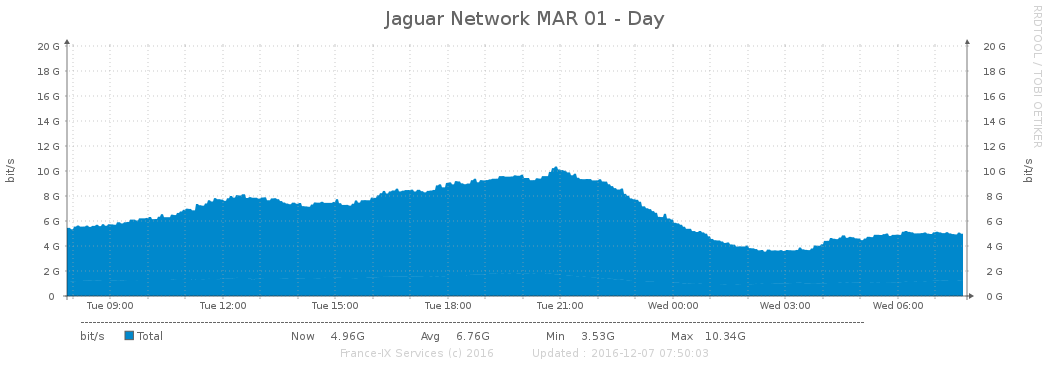 Jaguar Network MAR 01 - Day
RRDTOOL / TOBI OETIKER
bit/s
20 G
18 G
16 G
14 G
12 G
10 G
8 G
6 G
4 G
2 G
0
20 G
18 G
16 G
14 G
12 G
10 G
8 G
6 G
4 G
2 G
0 G
bit/s
Tue 09:00 Tue 12:00 Tue 15:00 Tue 18:00 Tue 21:00 Wed 00:00 Wed 03:00 Wed 06:00
bit/s Total Now 4.96G Avg 6.76G Min 3.53G Max 10.34G
France-IX Services (c) 2016 Updated : 2016-12-07 07:50:03